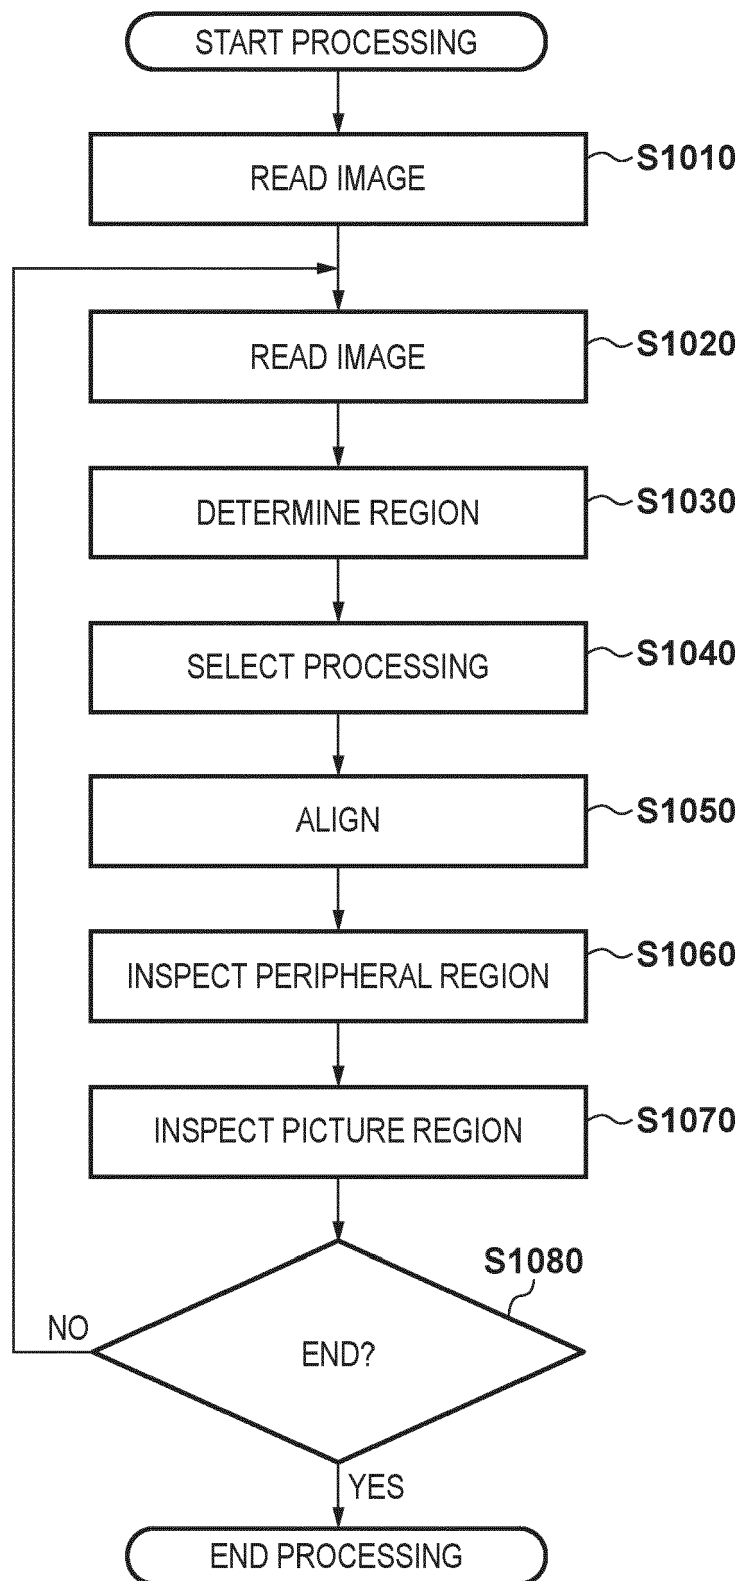 START PROCESSING
READ IMAGE
S1010
READ IMAGE
S1020
DETERMINE REGION
S1030
SELECT PROCESSING
S1040
ALIGN
S1050
INSPECT PERIPHERAL REGION
S1060
INSPECT PICTURE REGION
S1070
S1080
NO
END?
YES
END PROCESSING